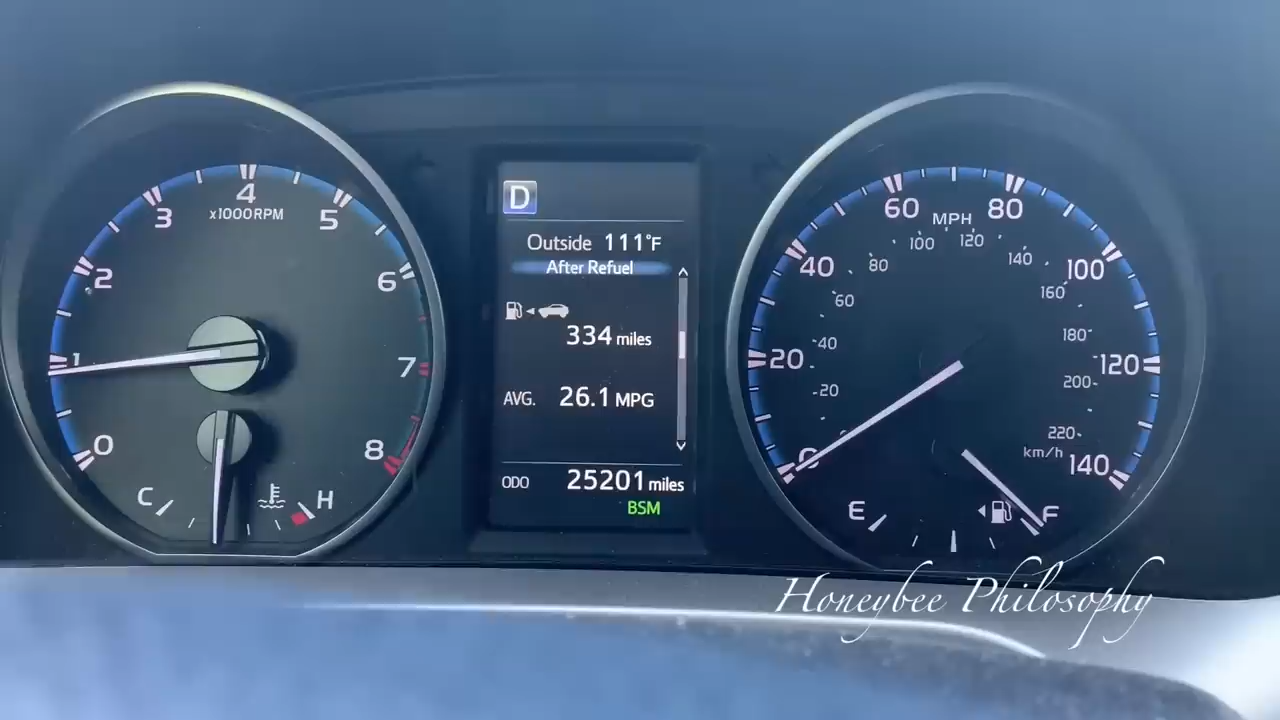 0
1
2
3
4
5
6
7
8
x1000RPM
C
H
D
Outside 111°F
After Refuel
334 miles
AVG. 26.1 MPG
ODO 25201 miles
BSM
0
20
40
60
80
100
120
140
MPH
20
40
60
80
100
120
140
160
180
200
220
km/h
E
F
Honeybee Philosophy